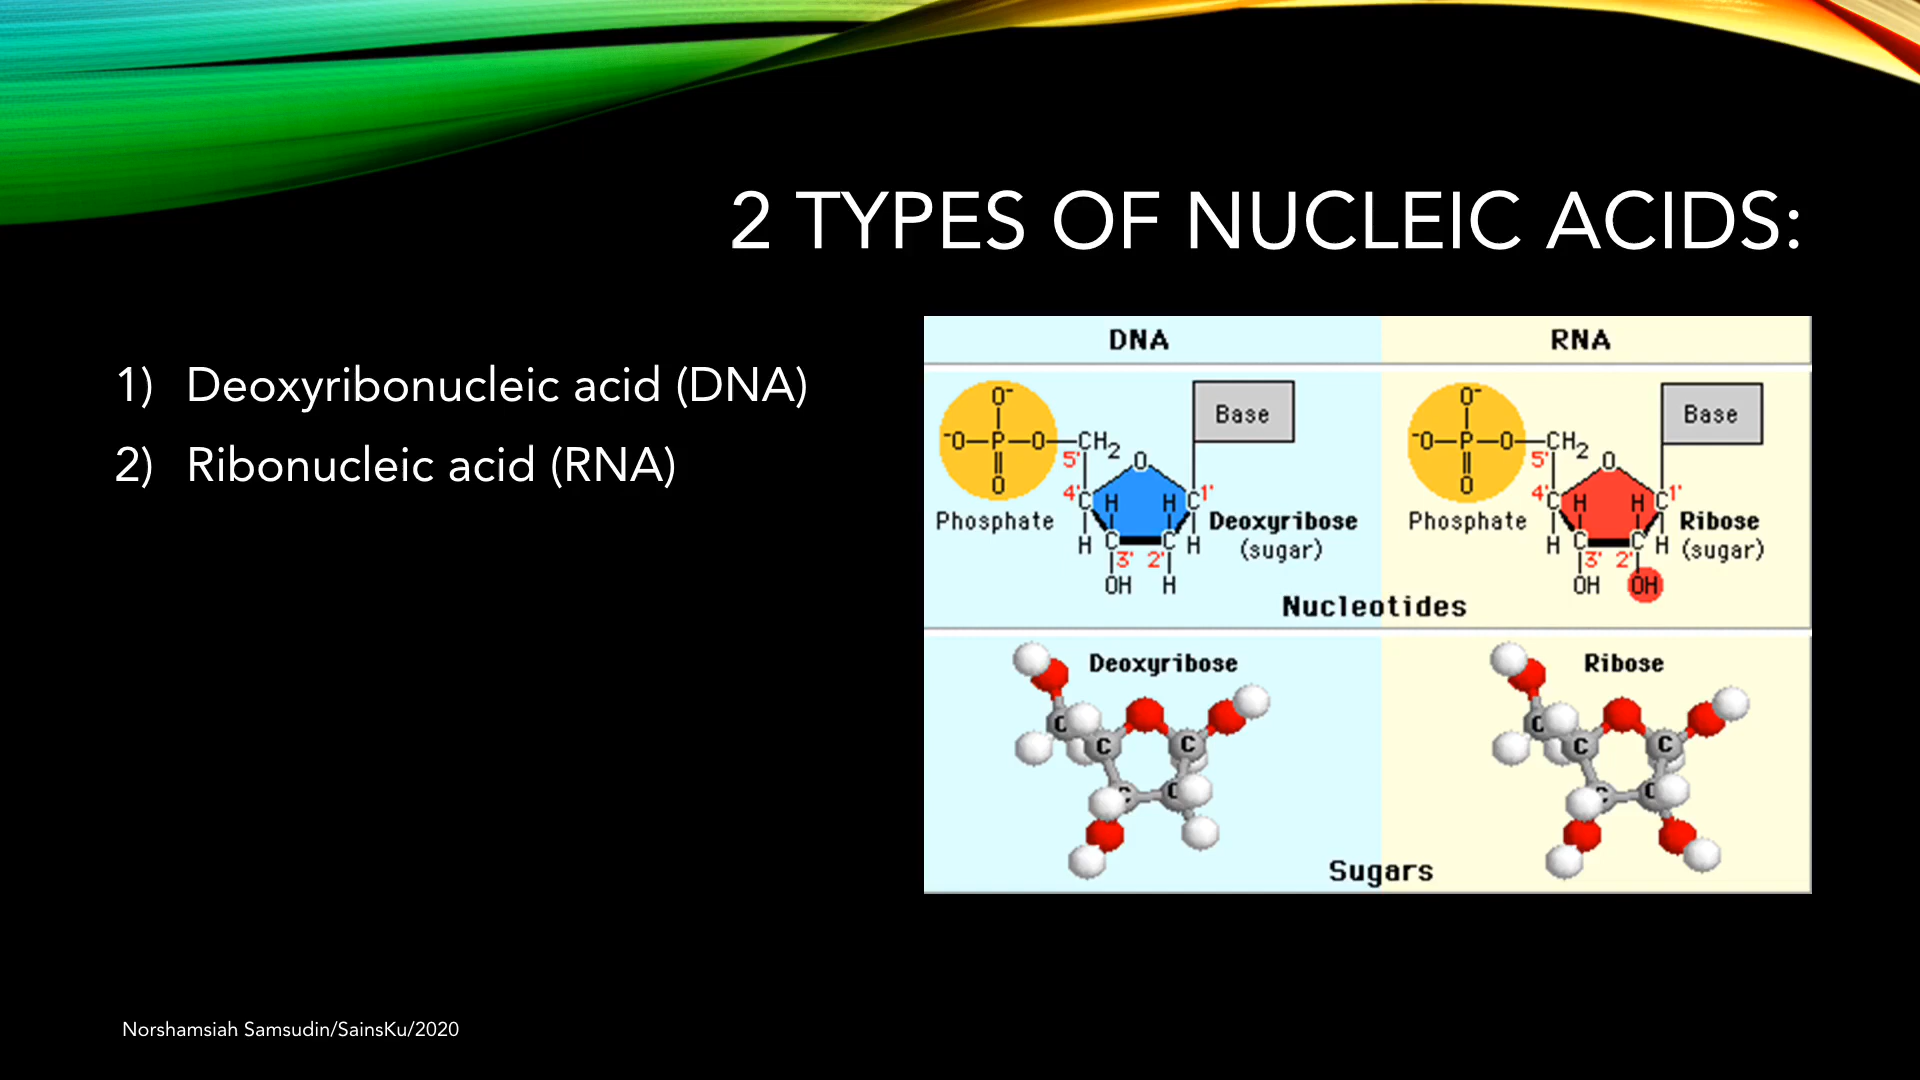 2 TYPES OF NUCLEIC ACIDS:
1) Deoxyribonucleic acid (DNA)
2) Ribonucleic acid (RNA)
DNA
RNA
O⁻
⁻O–P–O–CH₂
O
Base
5'
O
4'
C
H
H
C
1'
Phosphate
Deoxyribose
(sugar)
H
C
C
H
3'
2'
OH
H
O⁻
⁻O–P–O–CH₂
O
Base
5'
O
4'
C
H
H
C
1'
Phosphate
Ribose
(sugar)
H
C
C
H
3'
2'
OH
OH
Nucleotides
Deoxyribose
C
C
C
C
C
Ribose
C
C
C
C
C
Sugars
Norshamsiah Samsudin/SainsKu/2020